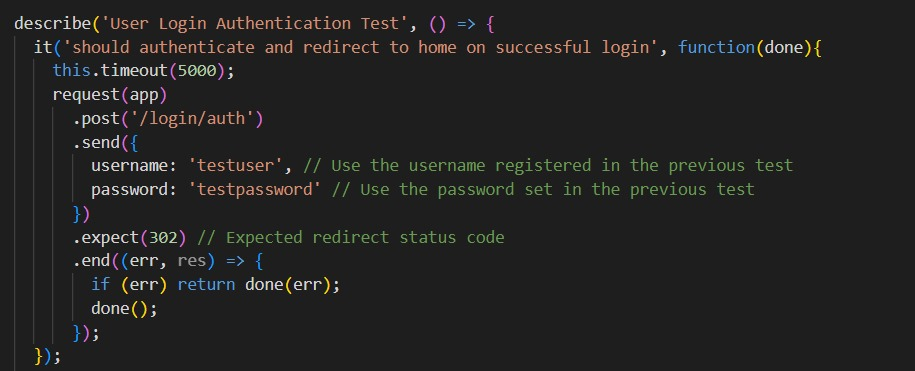 describe('User Login Authentication Test', () => {
  it('should authenticate and redirect to home on successful login', function(done){
    this.timeout(5000);
    request(app)
      .post('/login/auth')
      .send({
        username: 'testuser', // Use the username registered in the previous test
        password: 'testpassword' // Use the password set in the previous test
      })
      .expect(302) // Expected redirect status code
      .end((err, res) => {
        if (err) return done(err);
        done();
      });
  });